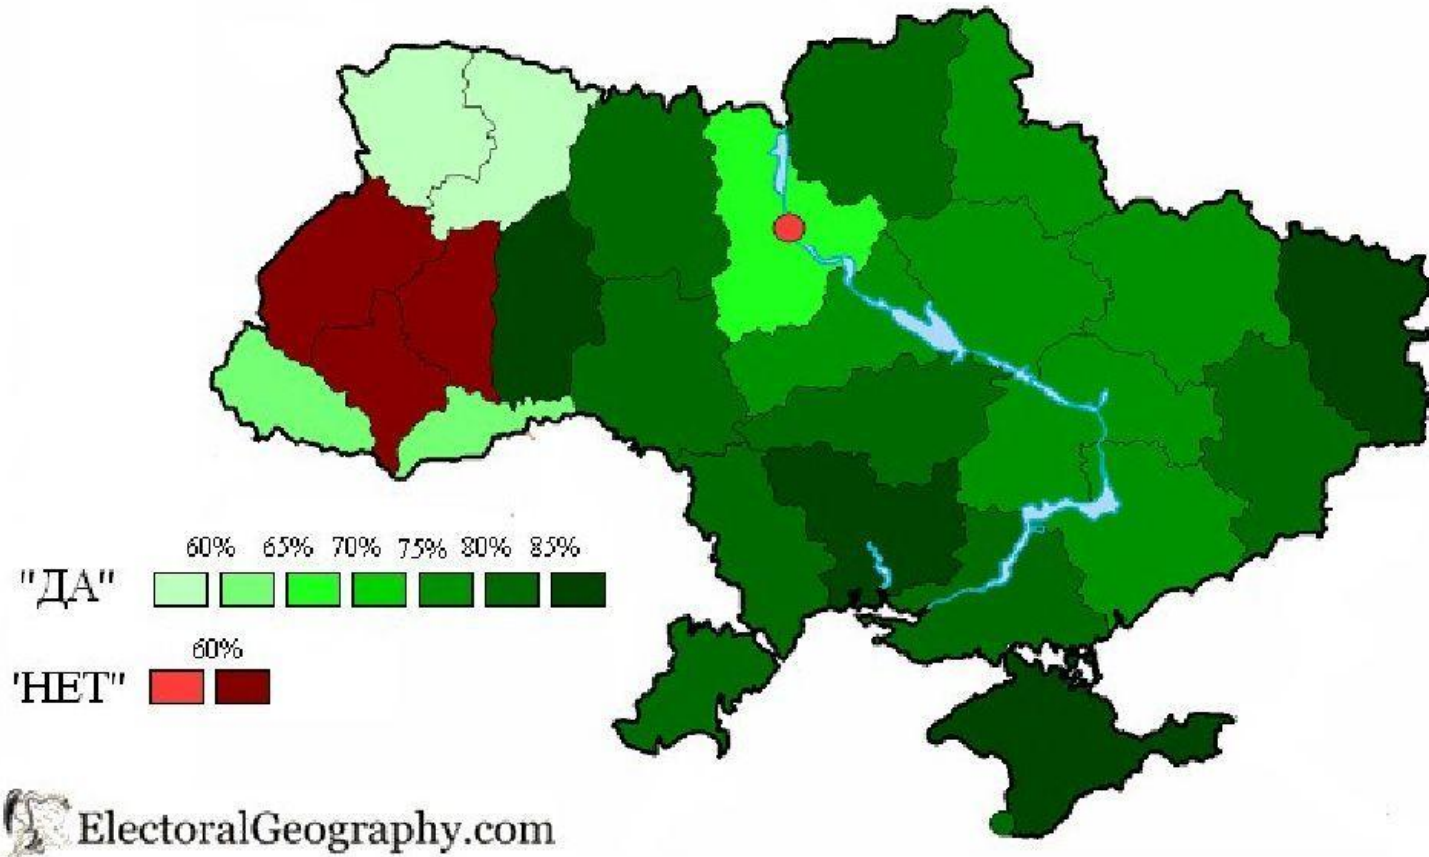 60% 65% 70% 75% 80% 85%
"ДА"
60%
'НЕТ"
ElectoralGeography.com